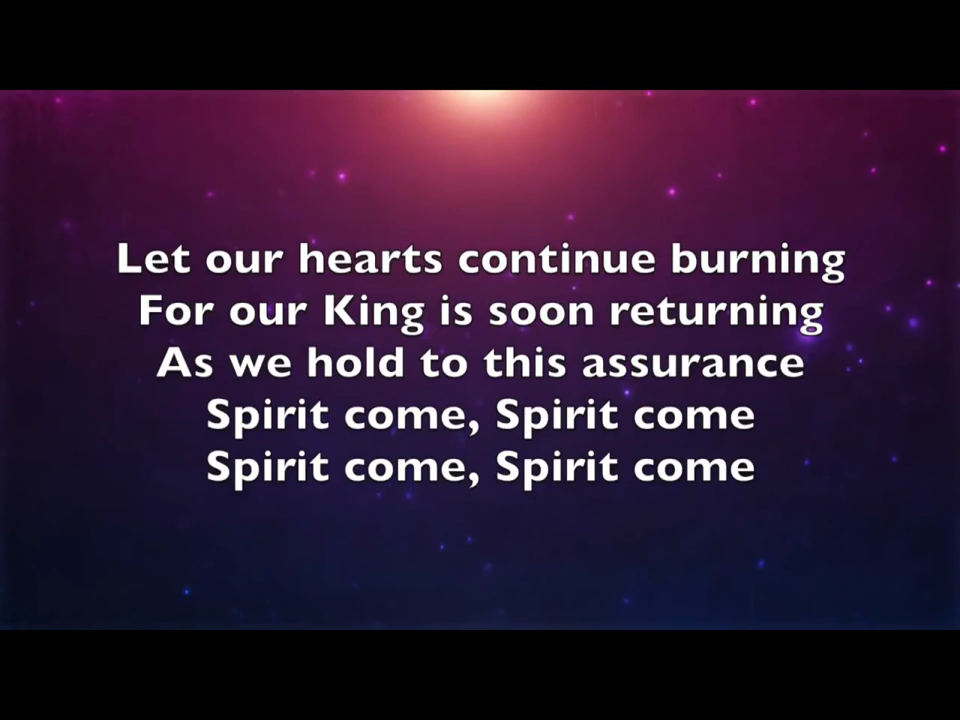 Let our hearts continue burning
For our King is soon returning
As we hold to this assurance
Spirit come, Spirit come
Spirit come, Spirit come